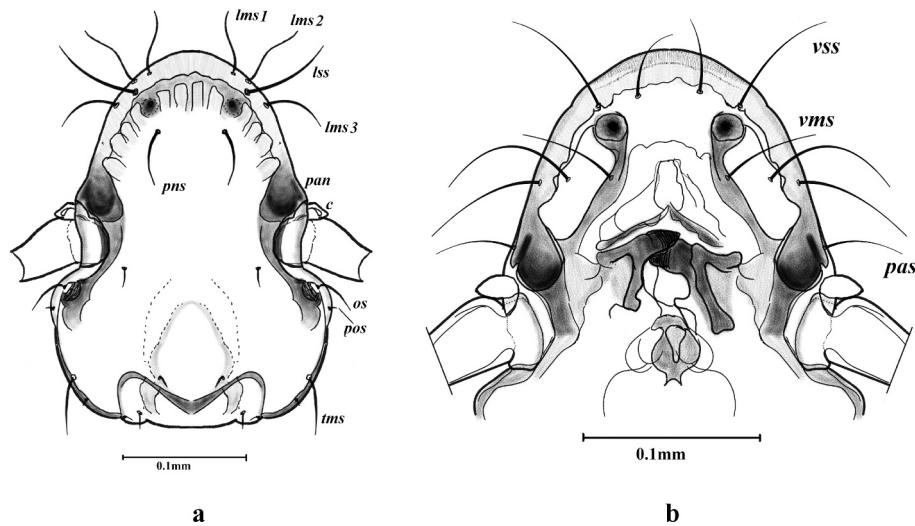 lms1
lms2
lss
lms3
pns
pan
c
os
pos
tms
0.1mm
a
vss
vms
pas
0.1mm
b